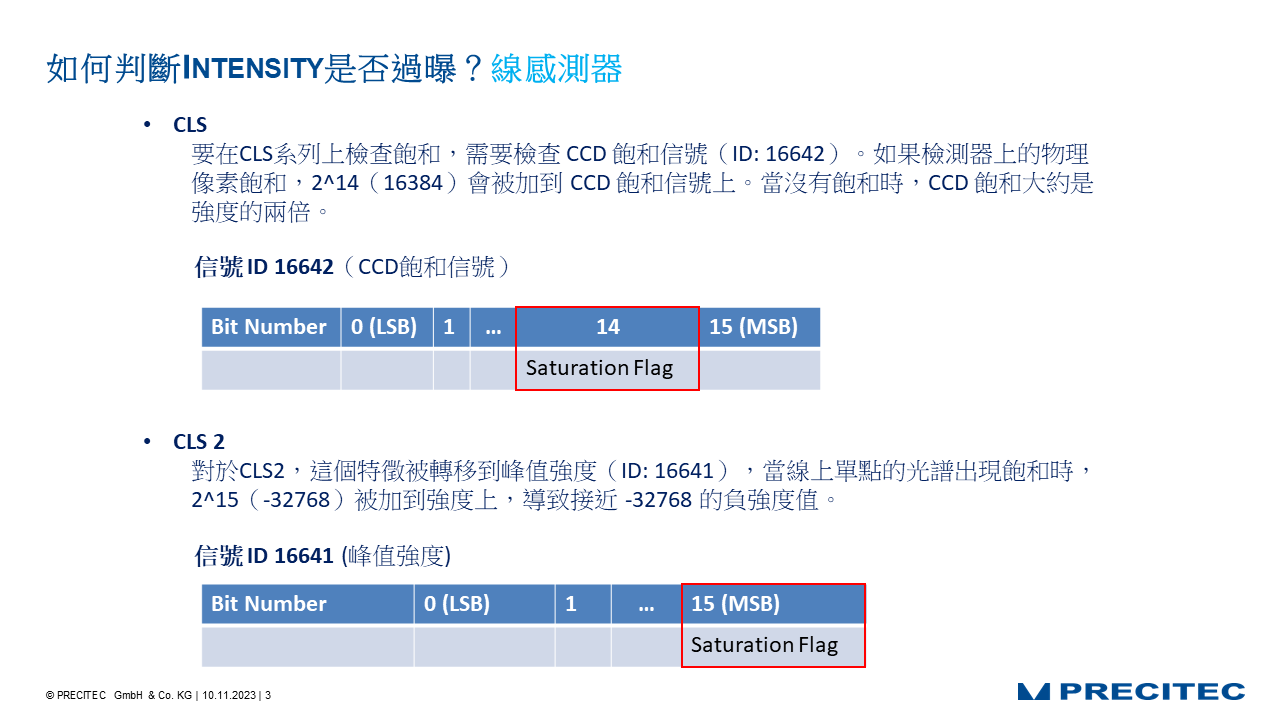 如何判斷INTENSITY是否過曝？線感測器
• CLS
要在CLS系列上檢查飽和，需要檢查 CCD 飽和信號（ID: 16642）。如果檢測器上的物理
像素飽和，2^14（16384）會被加到 CCD 飽和信號上。當沒有飽和時，CCD 飽和大約是
強度的兩倍。
信號 ID 16642（CCD飽和信號）
Bit Number 0 (LSB) 1 ... 14 15 (MSB)
Saturation Flag
• CLS 2
對於CLS2，這個特徵被轉移到峰值強度（ID: 16641），當線上單點的光譜出現飽和時，
2^15（-32768）被加到強度上，導致接近 -32768 的負強度值。
信號 ID 16641 (峰值強度)
Bit Number 0 (LSB) 1 ... 15 (MSB)
Saturation Flag
© PRECITEC GmbH & Co. KG | 10.11.2023 | 3
PRECITEC